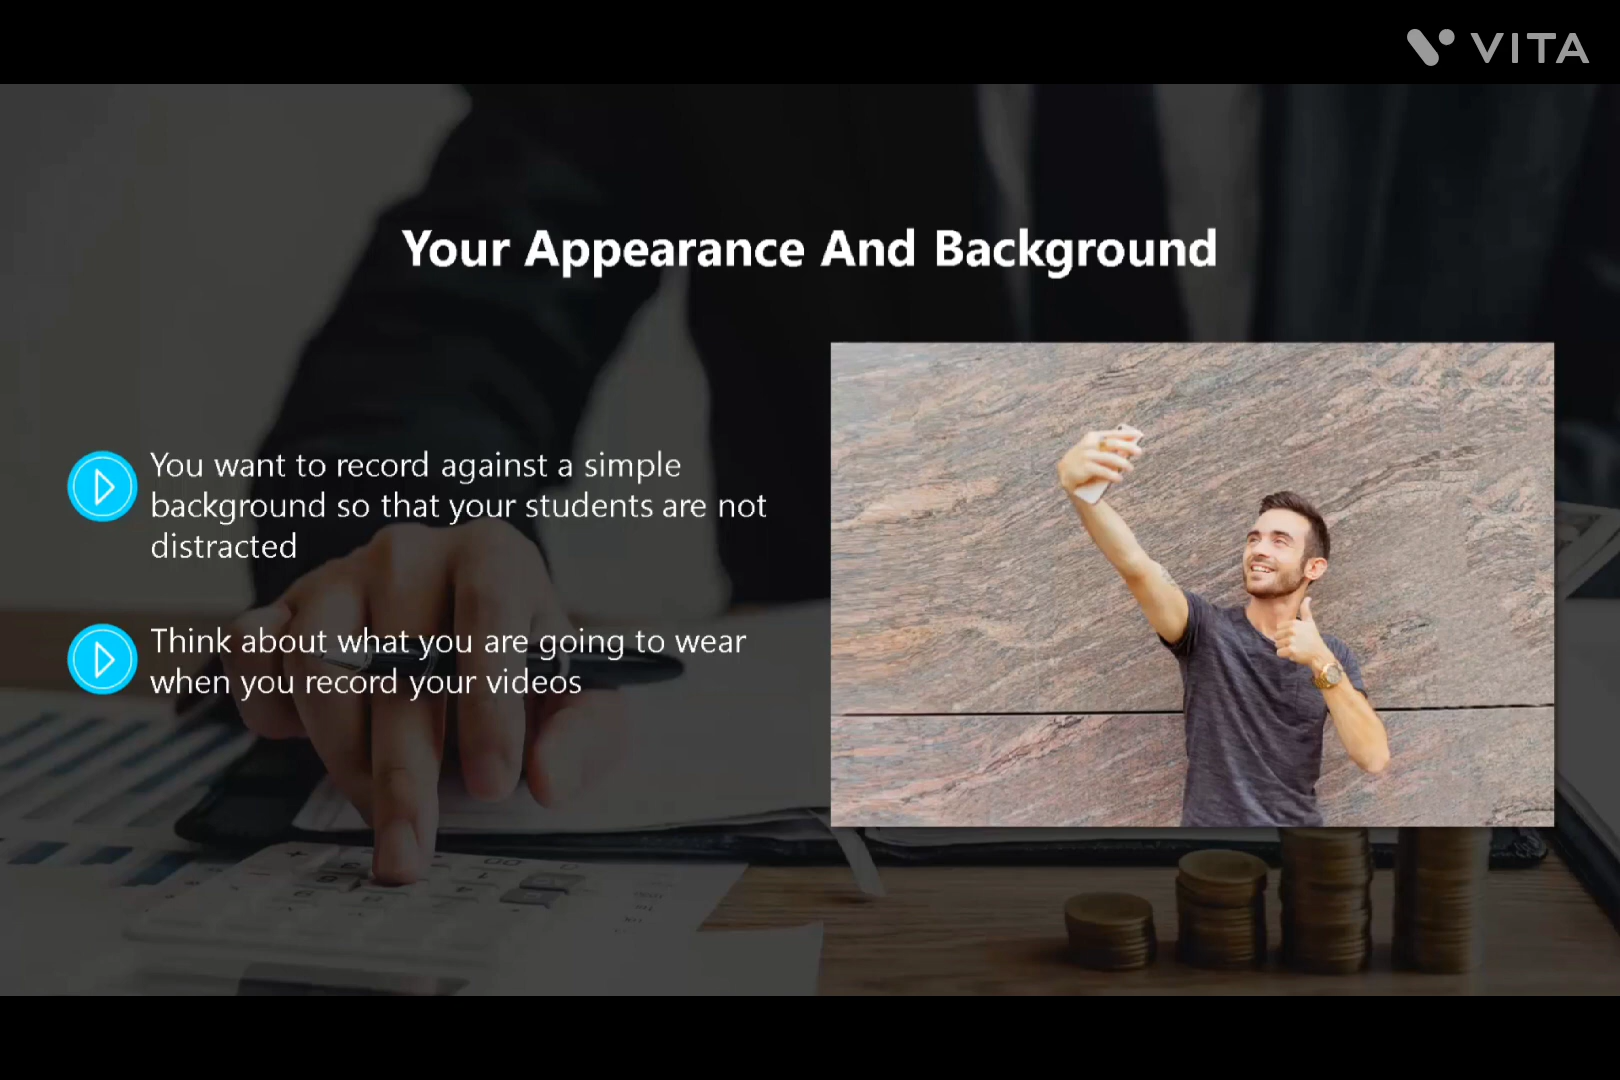 VITA
Your Appearance And Background
You want to record against a simple
background so that your students are not
distracted
Think about what you are going to wear
when you record your videos